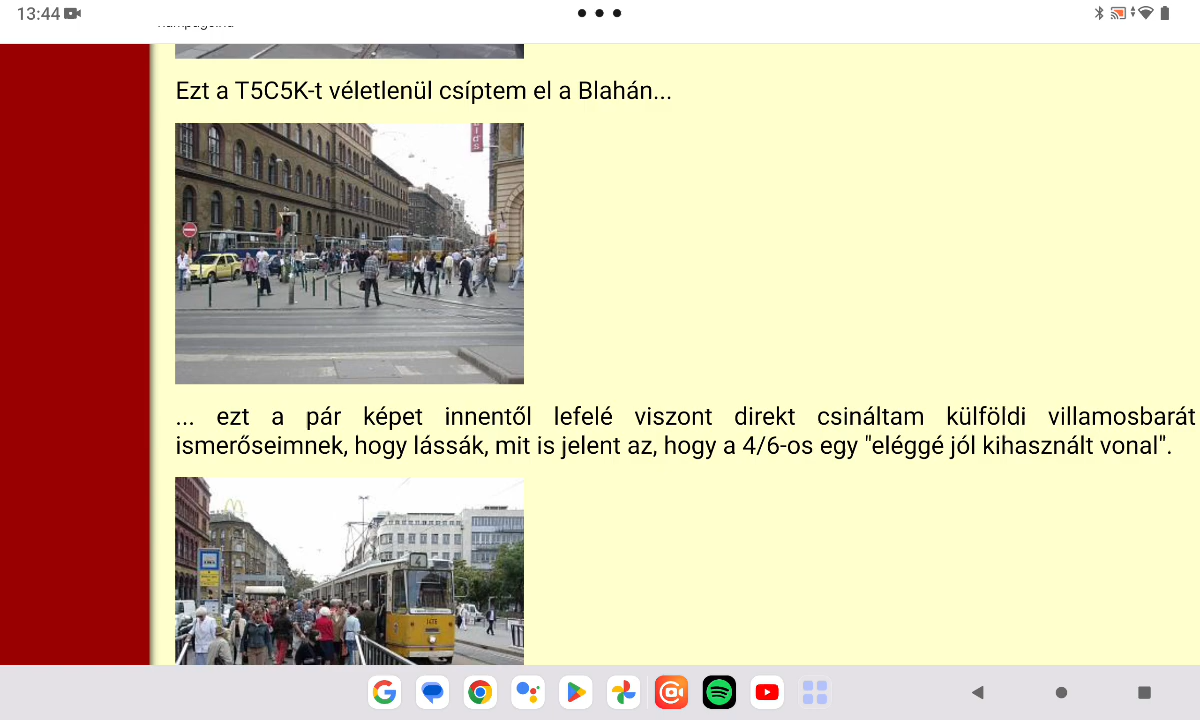 13:44
Ezt a T5C5K-t véletlenül csíptem el a Blahán...
... ezt a pár képet innentől lefelé viszont direkt csináltam külföldi villamosbarát
ismerőseimnek, hogy lássák, mit is jelent az, hogy a 4/6-os egy "eléggé jól kihasznált vonal".
4